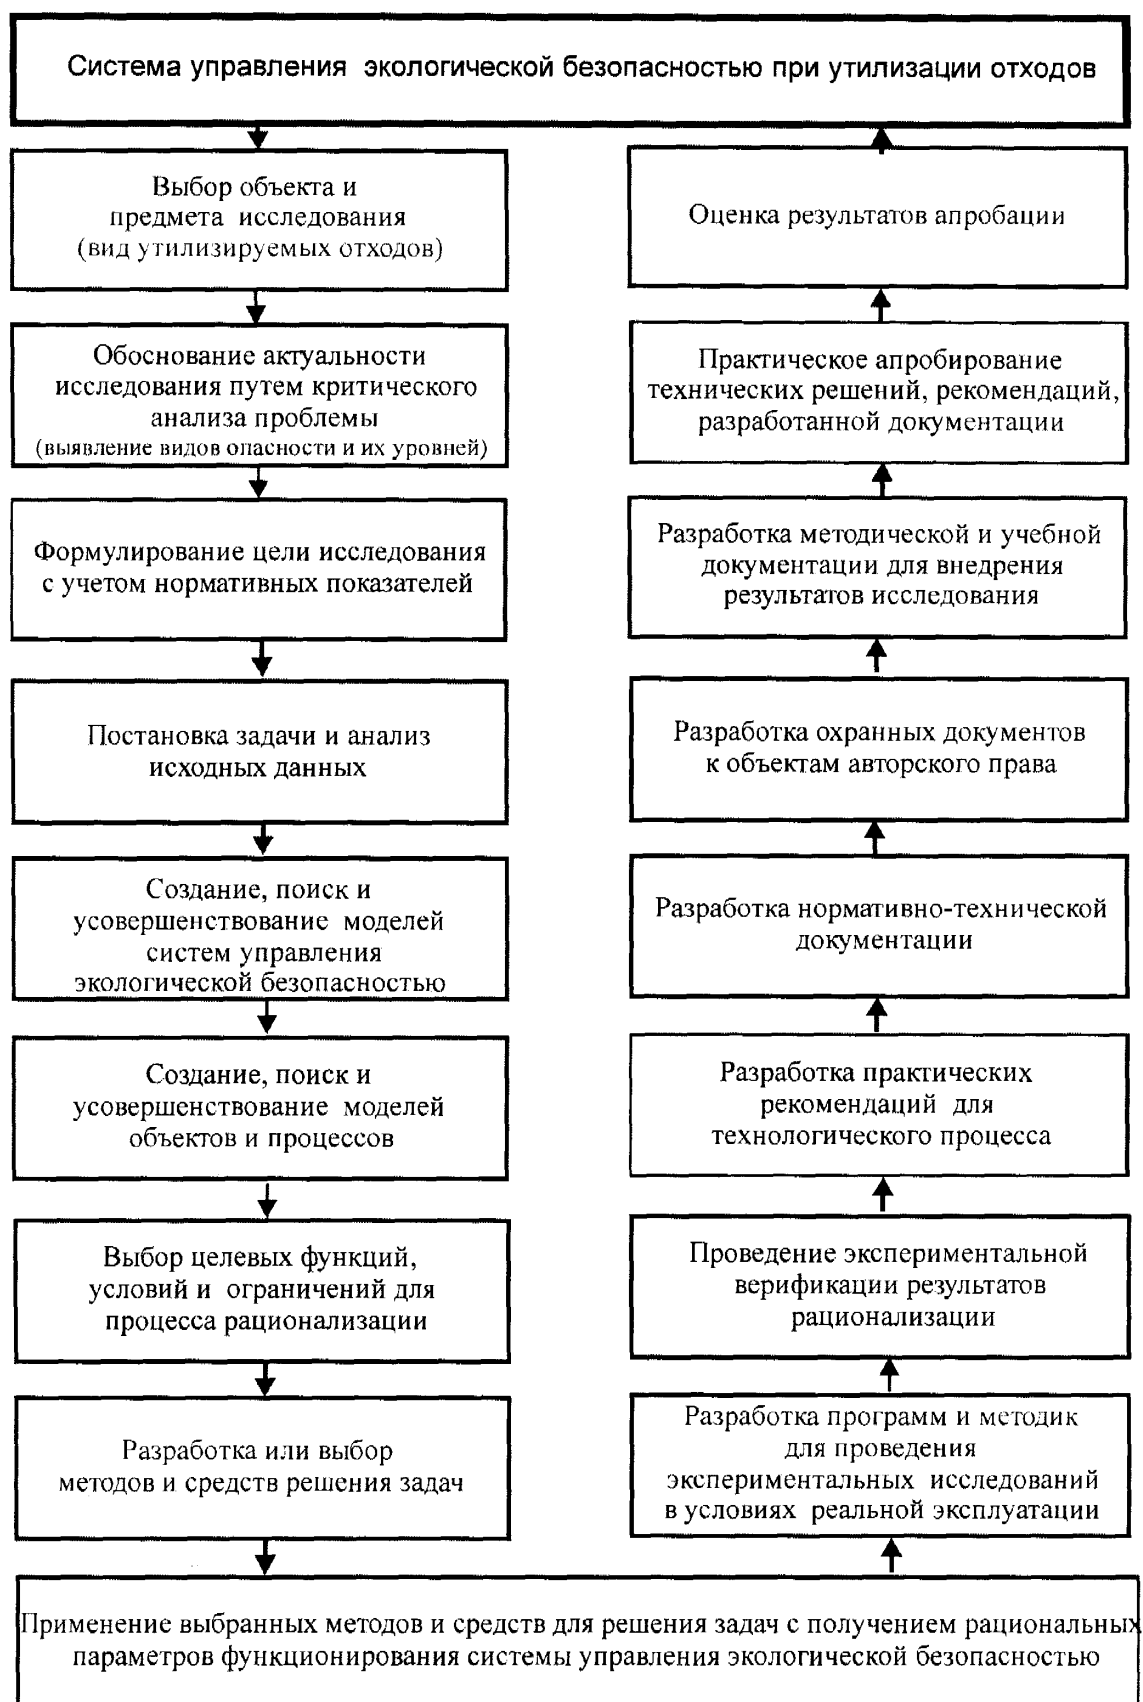 Система управления экологической безопасностью при утилизации отходов
Выбор объекта и
предмета исследования
(вид утилизируемых отходов)
Обоснование актуальности
исследования путем критического
анализа проблемы
(выявление видов опасности и их уровней)
Формулирование цели исследования
с учетом нормативных показателей
Постановка задачи и анализ
исходных данных
Создание, поиск и
усовершенствование моделей
систем управления
экологической безопасностью
Создание, поиск и
усовершенствование моделей
объектов и процессов
Выбор целевых функций,
условий и ограничений для
процесса рационализации
Разработка или выбор
методов и средств решения задач
Применение выбранных методов и средств для решения задач с получением рациональных
параметров функционирования системы управления экологической безопасностью
Разработка программ и методик
для проведения
экспериментальных исследований
в условиях реальной эксплуатации
Проведение экспериментальной
верификации результатов
рационализации
Разработка практических
рекомендаций для
технологического процесса
Разработка нормативно-технической
документации
Разработка охранных документов
к объектам авторского права
Разработка методической и учебной
документации для внедрения
результатов исследования
Практическое апробирование
технических решений, рекомендаций,
разработанной документации
Оценка результатов апробации